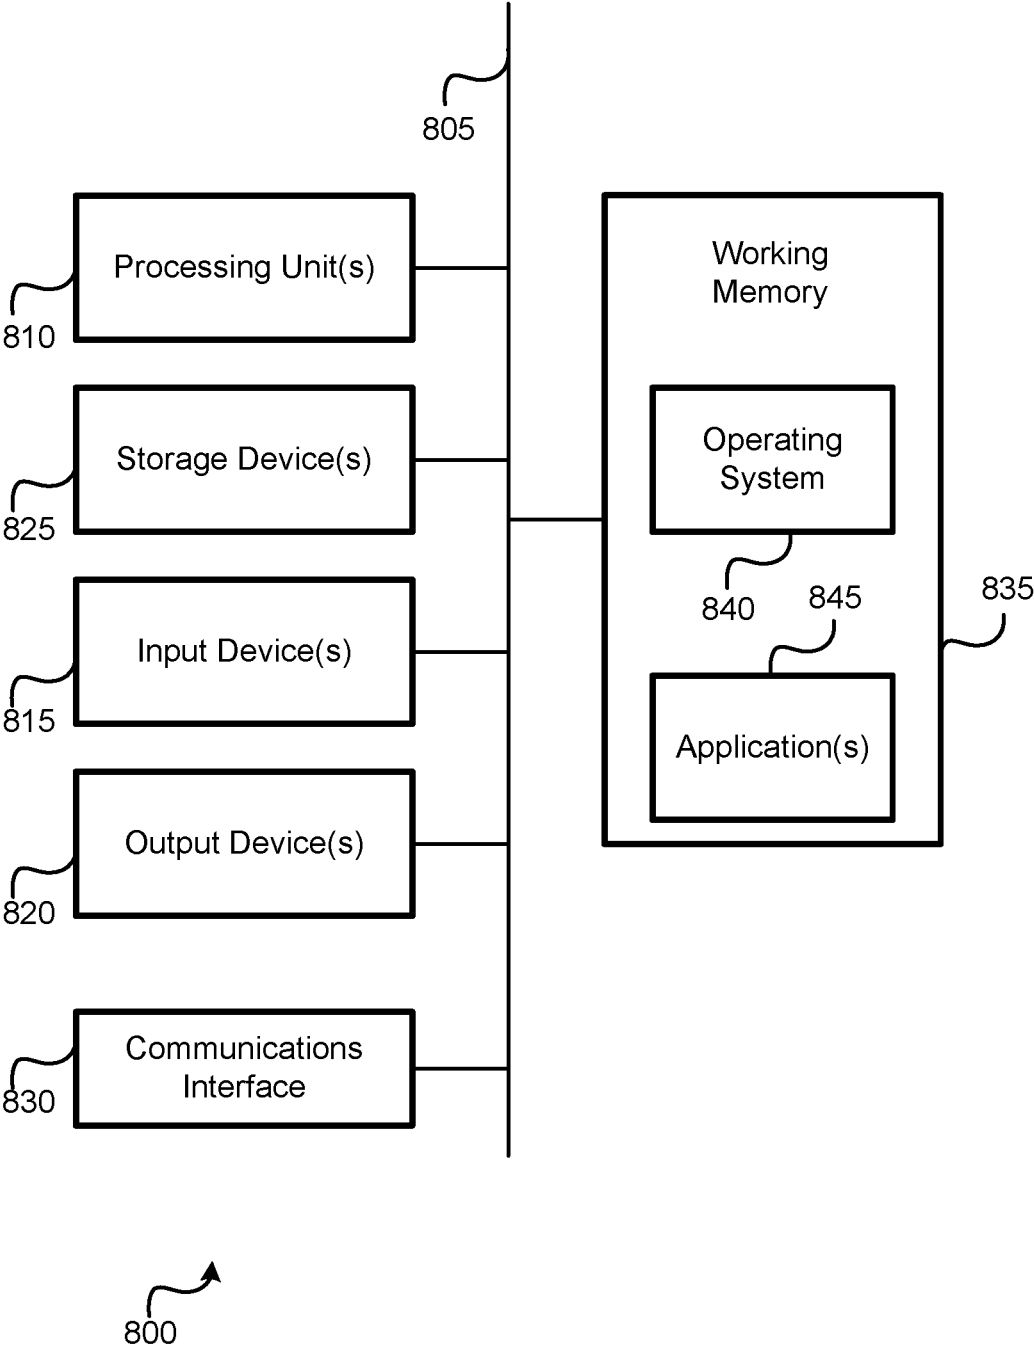 805
Processing Unit(s)
810
Storage Device(s)
825
Input Device(s)
815
Output Device(s)
820
Communications
Interface
830
Working
Memory
Operating
System
840
845
835
Application(s)
800